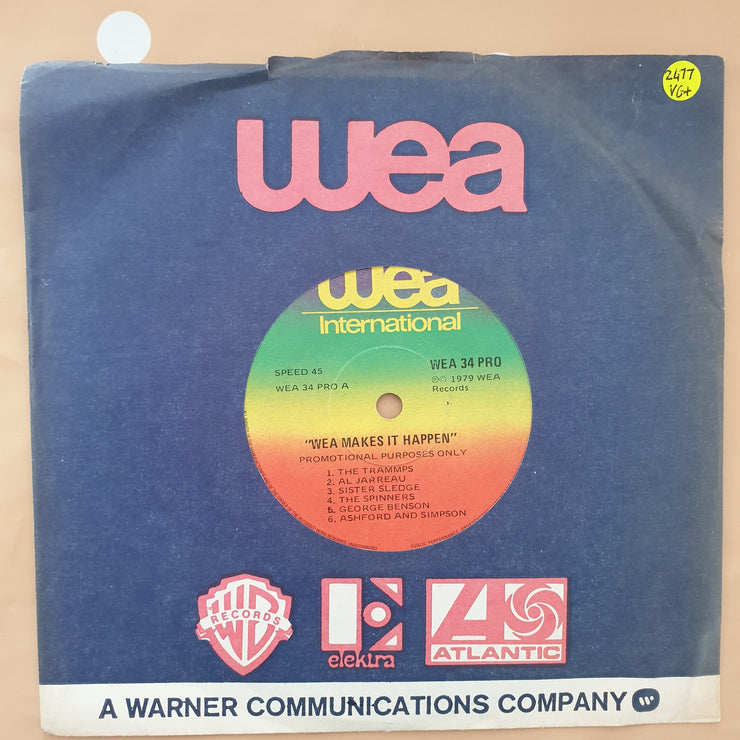 2477
VG+
wea
wea
International
SPEED 45
WEA 34 PRO A
WEA 34 PRO
℗© 1979 WEA
Records
"WEA MAKES IT HAPPEN"
PROMOTIONAL PURPOSES ONLY
1. THE TRAMMPS
2. AL JARREAU
3. SISTER SLEDGE
4. THE SPINNERS
5. GEORGE BENSON
6. ASHFORD AND SIMPSON
WB
RECORDS
elektra
ATLANTIC
A WARNER COMMUNICATIONS COMPANY